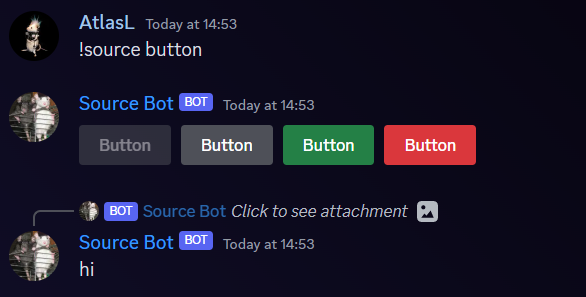 AtlasL Today at 14:53
!source button
Source Bot BOT Today at 14:53
Button Button Button Button
BOT Source Bot Click to see attachment
Source Bot BOT Today at 14:53
hi